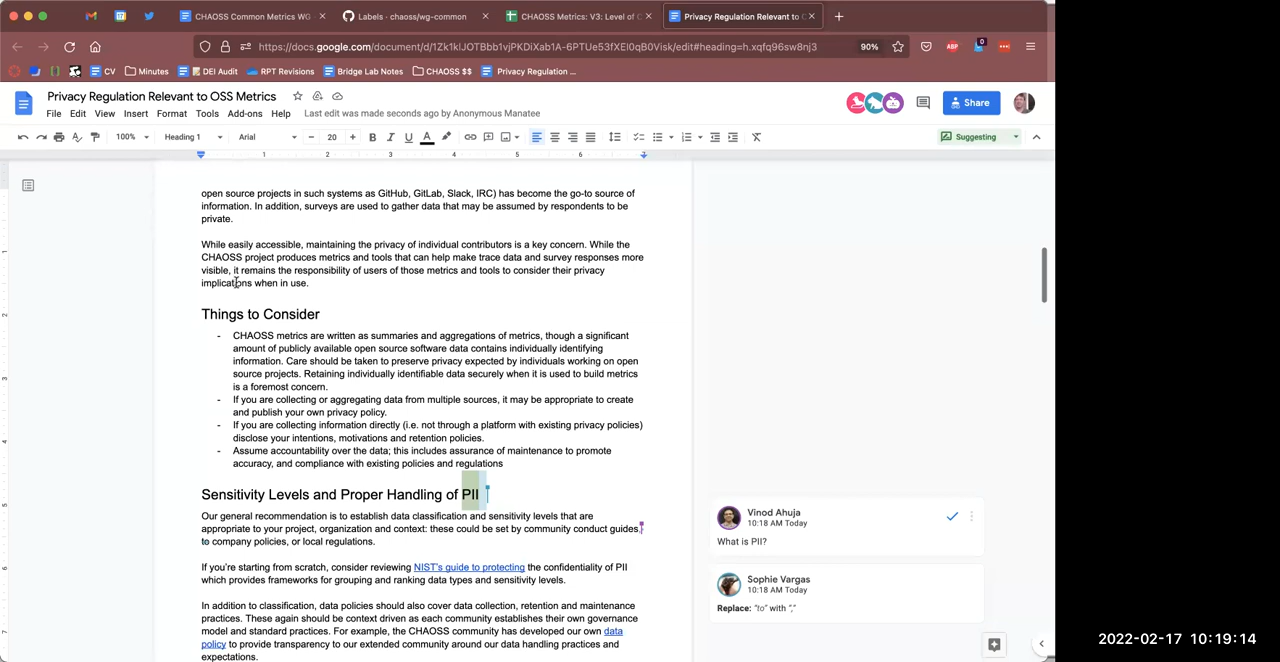 CHAOSS Common Metrics WG
Labels · chaoss/wg-common
CHAOSS Metrics: V3: Level of C
Privacy Regulation Relevant to O
https://docs.google.com/document/d/1Zk1klJOTBbb1vjPKDiXab1A-6PTUe53fXEI0qB0Visk/edit#heading=h.xqfq96sw8nj3
90%
ABP
0
CV
Minutes
DEI Audit
RPT Revisions
Bridge Lab Notes
CHAOSS $$
Privacy Regulation ...
Privacy Regulation Relevant to OSS Metrics
File Edit View Insert Format Tools Add-ons Help
Last edit was made seconds ago by Anonymous Manatee
Share
100%
Heading 1
Arial
20
B I U A
Suggesting
1 2 3 4 5 6
open source projects in such systems as GitHub, GitLab, Slack, IRC) has become the go-to source of
information. In addition, surveys are used to gather data that may be assumed by respondents to be
private.
While easily accessible, maintaining the privacy of individual contributors is a key concern. While the
CHAOSS project produces metrics and tools that can help make trace data and survey responses more
visible, it remains the responsibility of users of those metrics and tools to consider their privacy
implications when in use.
Things to Consider
- CHAOSS metrics are written as summaries and aggregations of metrics, though a significant
amount of publicly available open source software data contains individually identifying
information. Care should be taken to preserve privacy expected by individuals working on open
source projects. Retaining individually identifiable data securely when it is used to build metrics
is a foremost concern.
- If you are collecting or aggregating data from multiple sources, it may be appropriate to create
and publish your own privacy policy.
- If you are collecting information directly (i.e. not through a platform with existing privacy policies)
disclose your intentions, motivations and retention policies.
- Assume accountability over the data; this includes assurance of maintenance to promote
accuracy, and compliance with existing policies and regulations
Sensitivity Levels and Proper Handling of PII
Our general recommendation is to establish data classification and sensitivity levels that are
appropriate to your project, organization and context: these could be set by community conduct guides,
to company policies, or local regulations.
If you're starting from scratch, consider reviewing NIST's guide to protecting the confidentiality of PII
which provides frameworks for grouping and ranking data types and sensitivity levels.
In addition to classification, data policies should also cover data collection, retention and maintenance
practices. These again should be context driven as each community establishes their own governance
model and standard practices. For example, the CHAOSS community has developed our own data
policy to provide transparency to our extended community around our data handling practices and
expectations.
Vinod Ahuja
10:18 AM Today
What is PII?
Sophie Vargas
10:18 AM Today
Replace: "to" with ","
2022-02-17 10:19:14